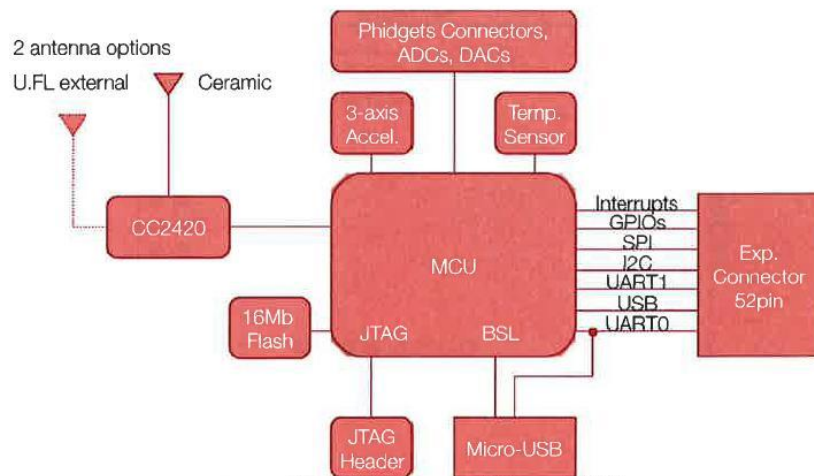 2 antenna options
U.FL external
Ceramic
Phidgets Connectors,
ADCs, DACs
3-axis
Accel.
Temp.
Sensor
CC2420
MCU
Interrupts
GPIOs
SPI
I2C
UART1
USB
UART0
Exp.
Connector
52pin
16Mb
Flash
JTAG
BSL
JTAG
Header
Micro-USB